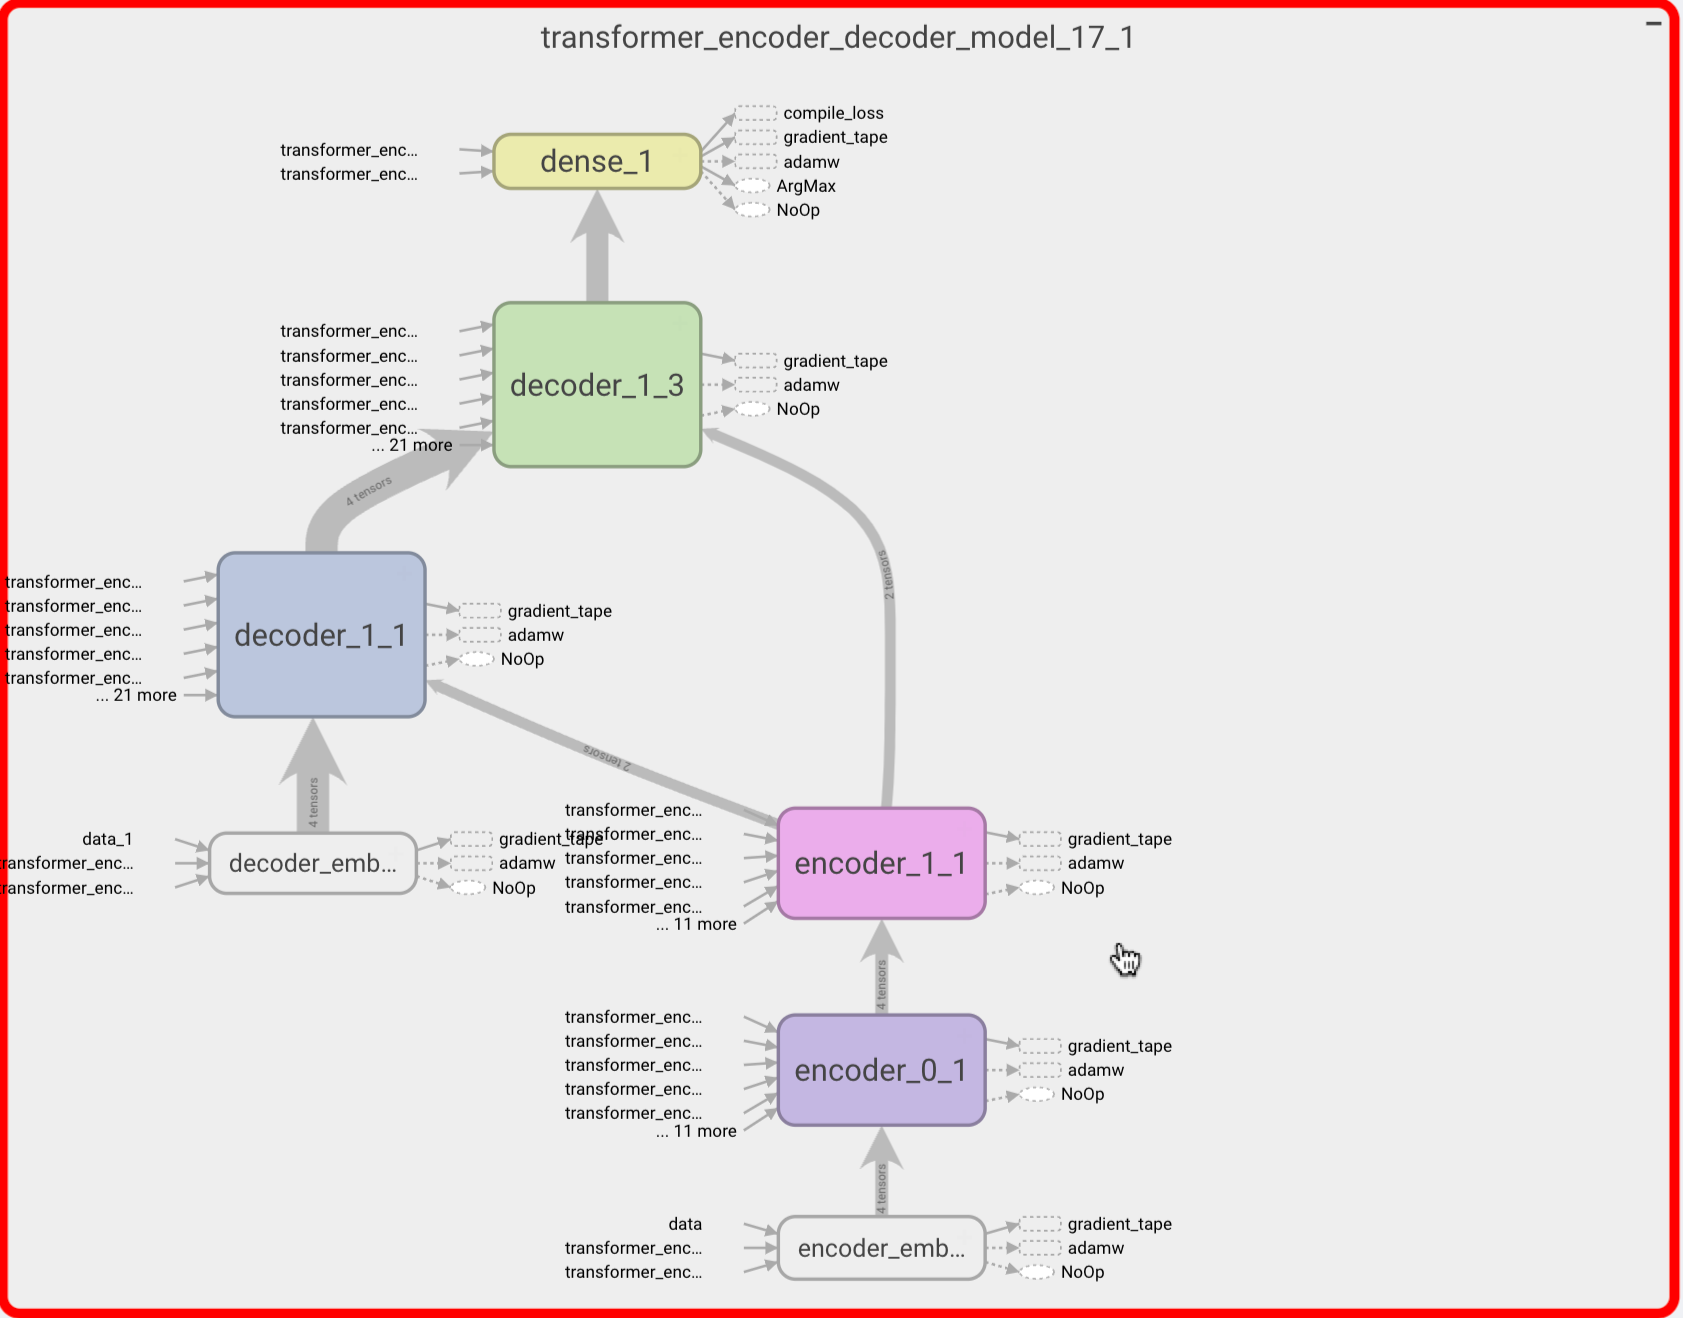 transformer_encoder_decoder_model_17_1
compile_loss
gradient_tape
transformer_enc...
dense_1
adamw
transformer_enc...
ArgMax
NoOp
transformer_enc...
transformer_enc...
gradient_tape
transformer_enc...
decoder_1_3
adamw
transformer_enc...
NoOp
transformer_enc...
... 21 more
4 tensors
2 tensors
transformer_enc...
transformer_enc...
gradient_tape
transformer_enc...
decoder_1_1
adamw
transformer_enc...
NoOp
transformer_enc...
... 21 more
2 tensors
4 tensors
data_1
transformer_enc...
transformer_enc...
decoder_emb...
gradient_tape
adamw
NoOp
transformer_enc...
transformer_enc...
transformer_enc...
transformer_enc...
transformer_enc...
... 11 more
encoder_1_1
gradient_tape
adamw
NoOp
4 tensors
transformer_enc...
transformer_enc...
transformer_enc...
transformer_enc...
transformer_enc...
... 11 more
encoder_0_1
gradient_tape
adamw
NoOp
4 tensors
data
transformer_enc...
transformer_enc...
encoder_emb...
gradient_tape
adamw
NoOp